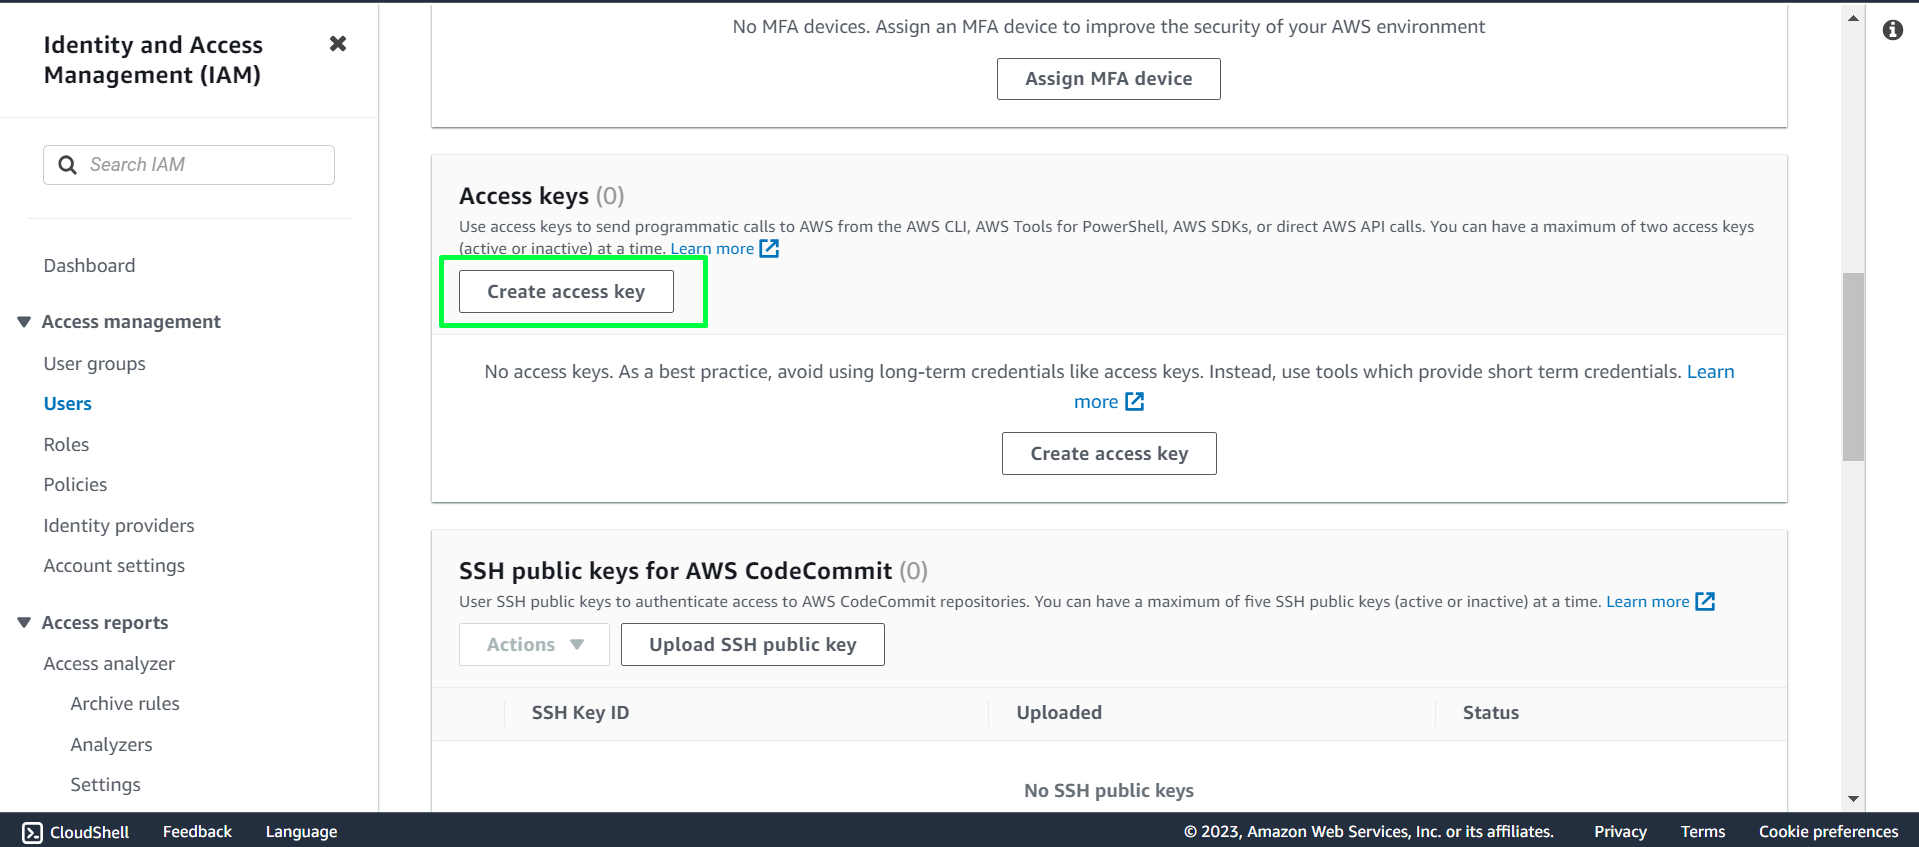 Identity and Access
Management (IAM)
Search IAM
Dashboard
Access management
User groups
Users
Roles
Policies
Identity providers
Account settings
Access reports
Access analyzer
Archive rules
Analyzers
Settings
No MFA devices. Assign an MFA device to improve the security of your AWS environment
Assign MFA device
Access keys (0)
Use access keys to send programmatic calls to AWS from the AWS CLI, AWS Tools for PowerShell, AWS SDKs, or direct AWS API calls. You can have a maximum of two access keys
(active or inactive) at a time. Learn more
Create access key
No access keys. As a best practice, avoid using long-term credentials like access keys. Instead, use tools which provide short term credentials. Learn
more
Create access key
SSH public keys for AWS CodeCommit (0)
User SSH public keys to authenticate access to AWS CodeCommit repositories. You can have a maximum of five SSH public keys (active or inactive) at a time. Learn more
Actions Upload SSH public key
SSH Key ID Uploaded Status
No SSH public keys
CloudShell Feedback Language © 2023, Amazon Web Services, Inc. or its affiliates. Privacy Terms Cookie preferences